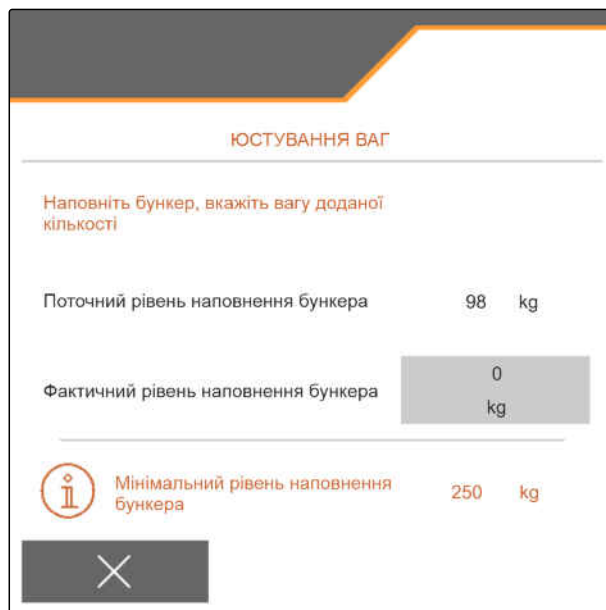 ЮСТУВАННЯ ВАГ
Наповніть бункер, вкажіть вагу доданої
кількості
Поточний рівень наповнення бункера 98 kg
Фактичний рівень наповнення бункера 0
kg
Мінімальний рівень наповнення
бункера 250 kg